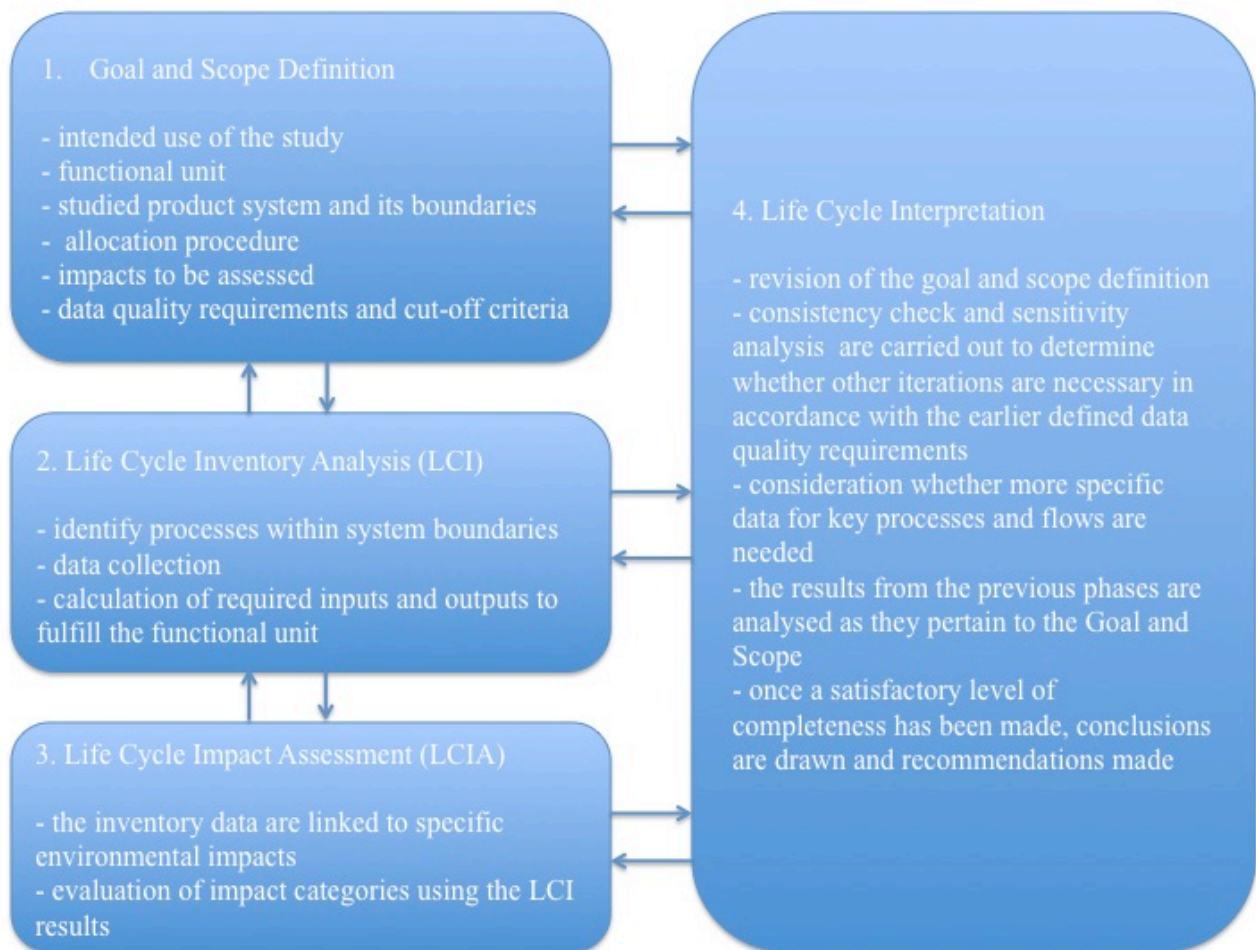 1. Goal and Scope Definition
- intended use of the study
- functional unit
- studied product system and its boundaries
- allocation procedure
- impacts to be assessed
- data quality requirements and cut-off criteria
2. Life Cycle Inventory Analysis (LCI)
- identify processes within system boundaries
- data collection
- calculation of required inputs and outputs to
fulfill the functional unit
3. Life Cycle Impact Assessment (LCIA)
- the inventory data are linked to specific
environmental impacts
- evaluation of impact categories using the LCI
results
4. Life Cycle Interpretation
- revision of the goal and scope definition
- consistency check and sensitivity
analysis are carried out to determine
whether other iterations are necessary in
accordance with the earlier defined data
quality requirements
- consideration whether more specific
data for key processes and flows are
needed
- the results from the previous phases are
analysed as they pertain to the Goal and
Scope
- once a satisfactory level of
completeness has been made, conclusions
are drawn and recommendations made